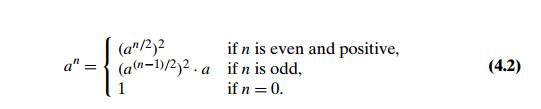 (a^{n/2})^2 if n is even and positive,
a^n = { (a^{(n−1)/2})^2 · a if n is odd, (4.2)
1 if n = 0.